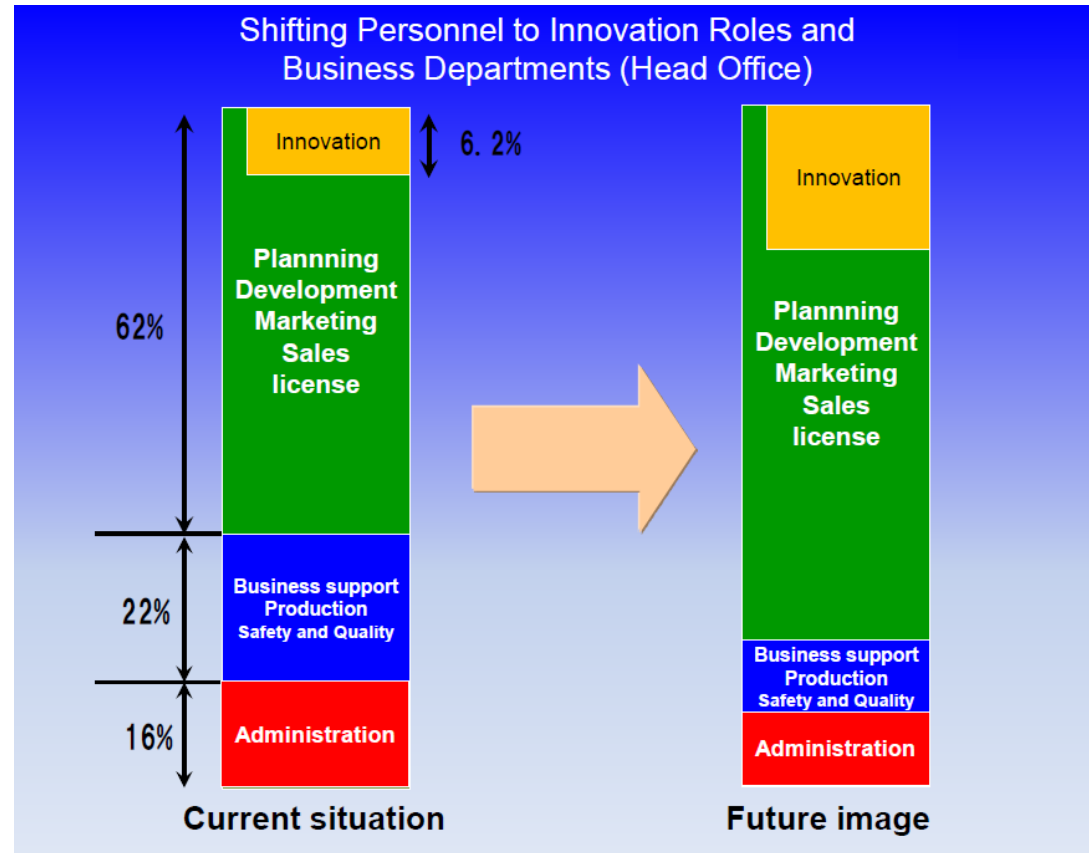 Shifting Personnel to Innovation Roles and
Business Departments (Head Office)
Innovation
6. 2%
Plannning
Development
Marketing
Sales
license
62%
Business support
Production
Safety and Quality
22%
Administration
16%
Current situation
Innovation
Plannning
Development
Marketing
Sales
license
Business support
Production
Safety and Quality
Administration
Future image